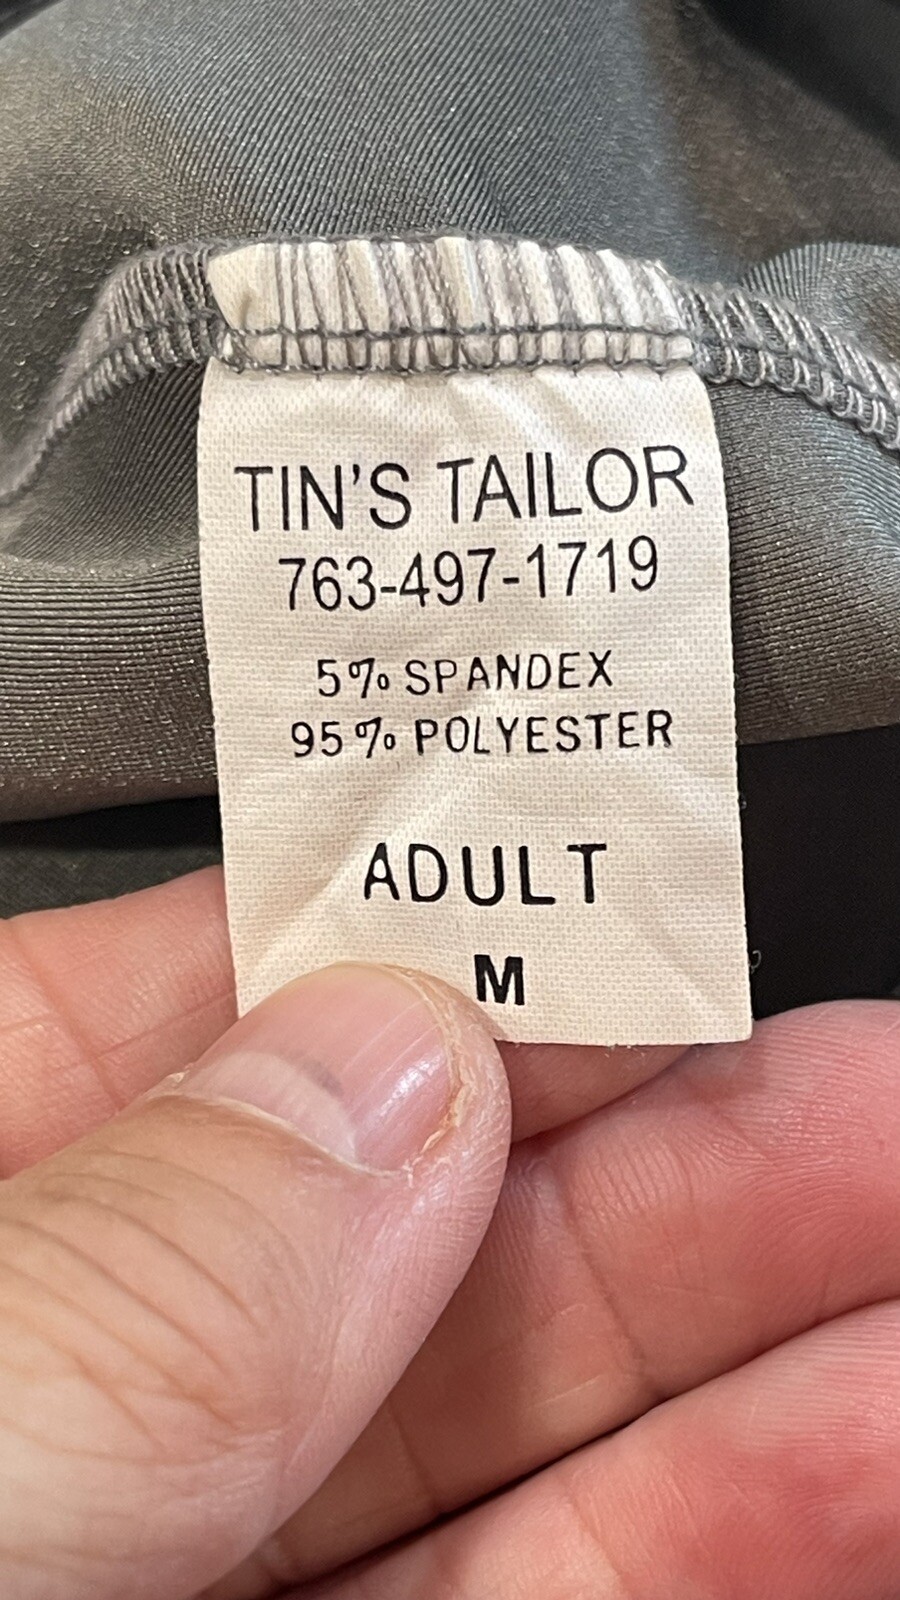 TIN'S TAILOR
763-497-1719
5% SPANDEX
95% POLYESTER
ADULT
M